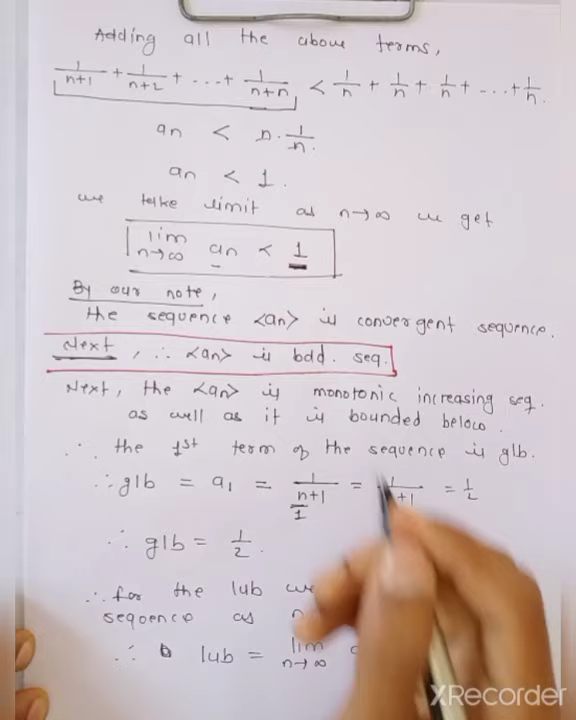 Adding all the above terms,
1/n+1 + 1/n+2 + ... + 1/n+n < 1/n + 1/n + 1/n + ... + 1/n.
an < n. 1/n.
an < 1.
we take limit as n→∞ we get
lim n→∞ an < 1
By our note,
the sequence <an> is convergent sequence.
Next, ∴ <an> is bdd. seq.
Next, the <an> is monotonic increasing seq.
as well as it is bounded below.
∴ the 1st term of the sequence is glb.
∴ glb = a1 = 1/n+1 = +1 = 1/2
1
∴ glb = 1/2.
∴ for the lub we
sequence as n
∴ lub = lim n→∞
XRecorder